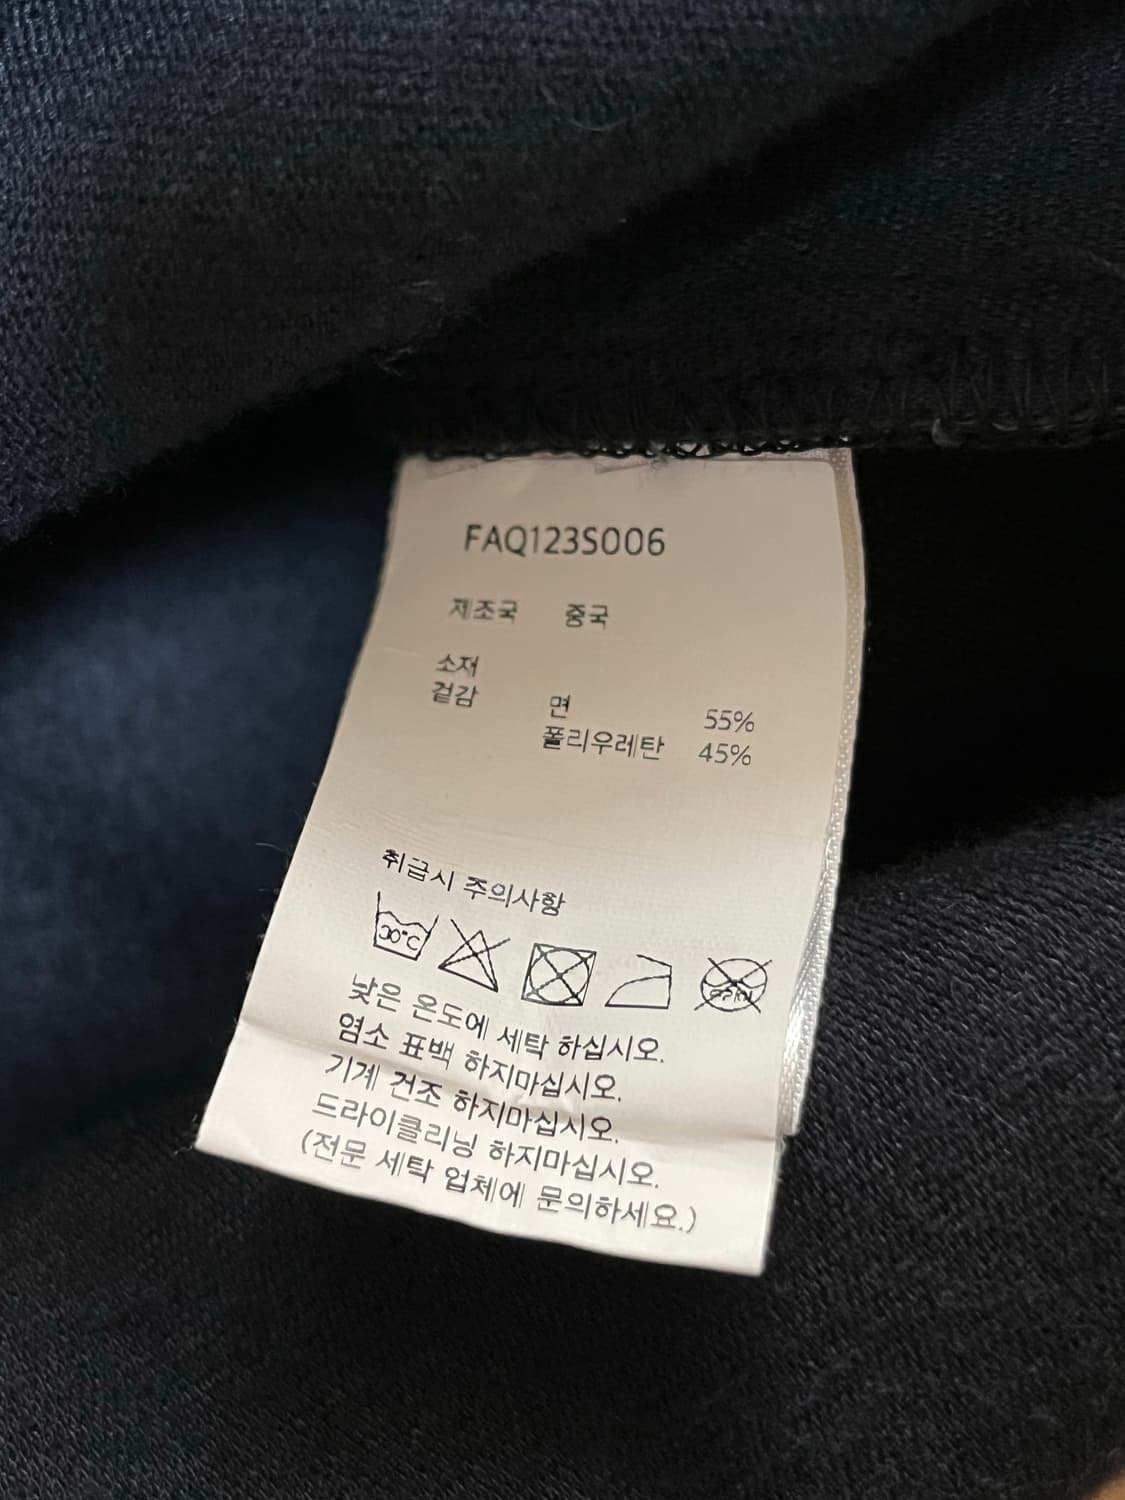 FAQ123S006
제조국 중국
소재
겉감 면 55%
폴리우레탄 45%
취급시 주의사항
30°C
낮은 온도에 세탁 하십시오.
염소 표백 하지마십시오.
기계 건조 하지마십시오.
드라이클리닝 하지마십시오.
(전문 세탁 업체에 문의하세요.)